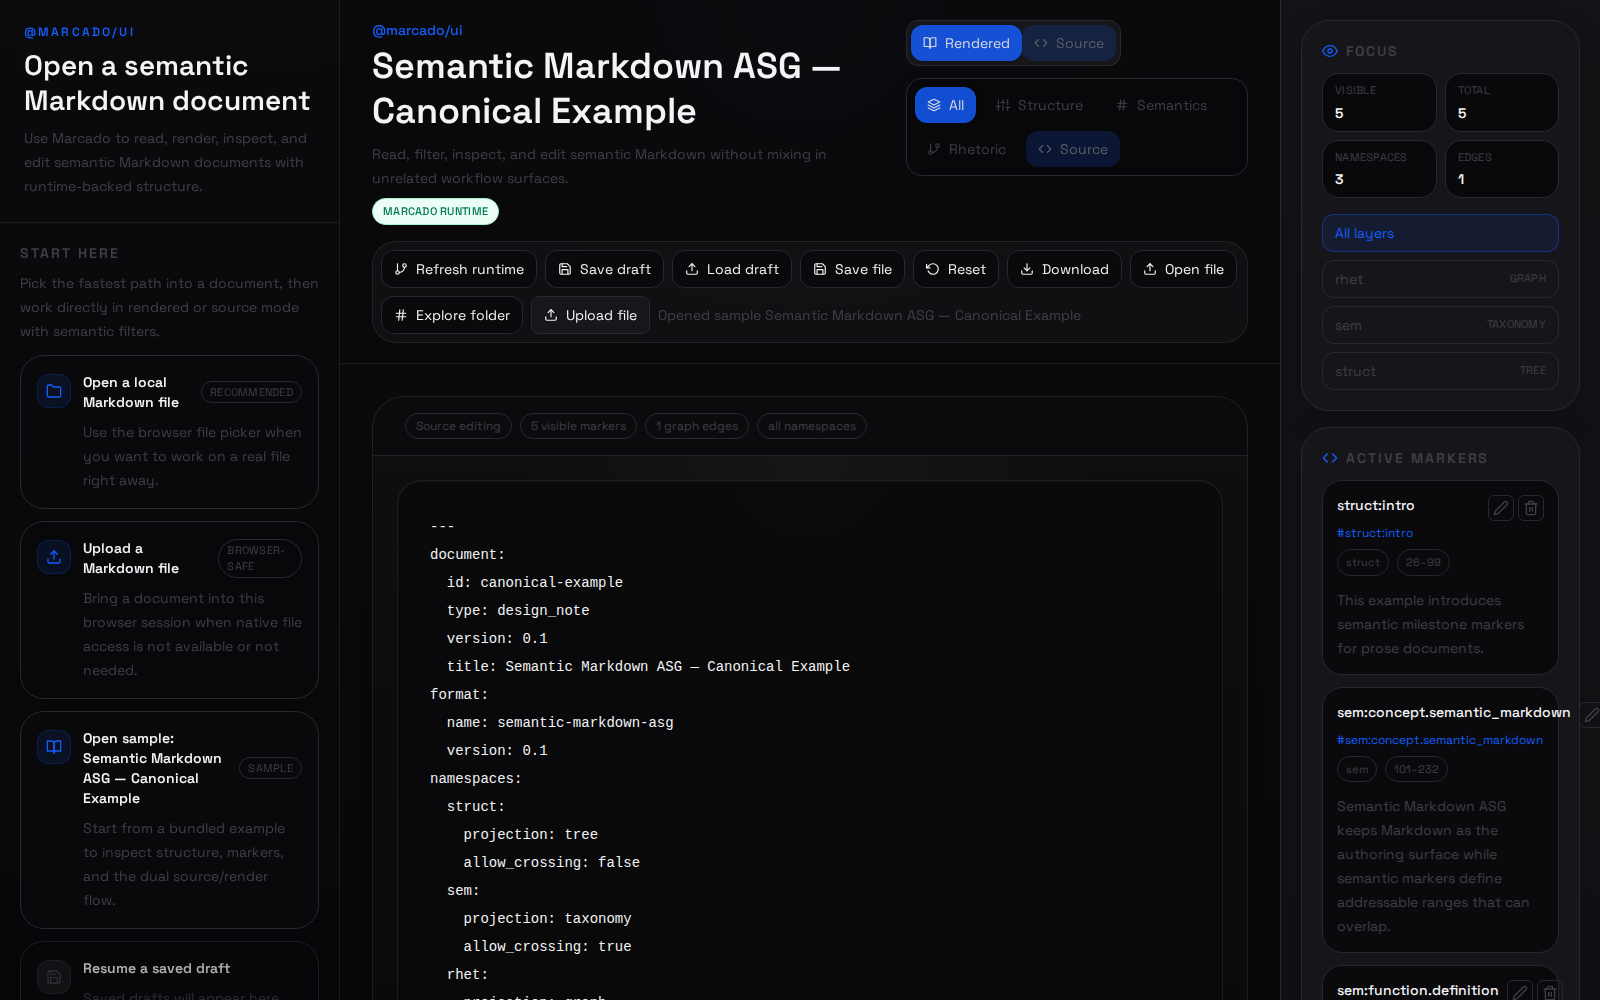 @MARCADO/UI
Open a semantic
Markdown document
Use Marcado to read, render, inspect, and
edit semantic Markdown documents with
runtime-backed structure.
START HERE
Pick the fastest path into a document, then
work directly in rendered or source mode
with semantic filters.
Open a local
Markdown file
RECOMMENDED
Use the browser file picker when
you want to work on a real file
right away.
Upload a
Markdown file
BROWSER-
SAFE
Bring a document into this
browser session when native file
access is not available or not
needed.
Open sample:
Semantic Markdown
ASG — Canonical
Example
SAMPLE
Start from a bundled example
to inspect structure, markers,
and the dual source/render
flow.
Resume a saved draft
Saved drafts will appear here
@marcado/ui
Semantic Markdown ASG —
Canonical Example
Read, filter, inspect, and edit semantic Markdown without mixing in
unrelated workflow surfaces.
MARCADO RUNTIME
Rendered Source
All Structure Semantics
Rhetoric Source
Refresh runtime Save draft Load draft Save file Reset Download Open file
Explore folder Upload file Opened sample Semantic Markdown ASG — Canonical Example
Source editing 5 visible markers 1 graph edges all namespaces
---
document:
  id: canonical-example
  type: design_note
  version: 0.1
  title: Semantic Markdown ASG — Canonical Example
format:
  name: semantic-markdown-asg
  version: 0.1
namespaces:
  struct:
    projection: tree
    allow_crossing: false
  sem:
    projection: taxonomy
    allow_crossing: true
  rhet:
    projection: graph
FOCUS
VISIBLE
5
TOTAL
5
NAMESPACES
3
EDGES
1
All layers
rhet GRAPH
sem TAXONOMY
struct TREE
ACTIVE MARKERS
struct:intro
#struct:intro
struct 26–99
This example introduces
semantic milestone markers
for prose documents.
sem:concept.semantic_markdown
#sem:concept.semantic_markdown
sem 101–232
Semantic Markdown ASG
keeps Markdown as the
authoring surface while
semantic markers define
addressable ranges that can
overlap.
sem:function.definition